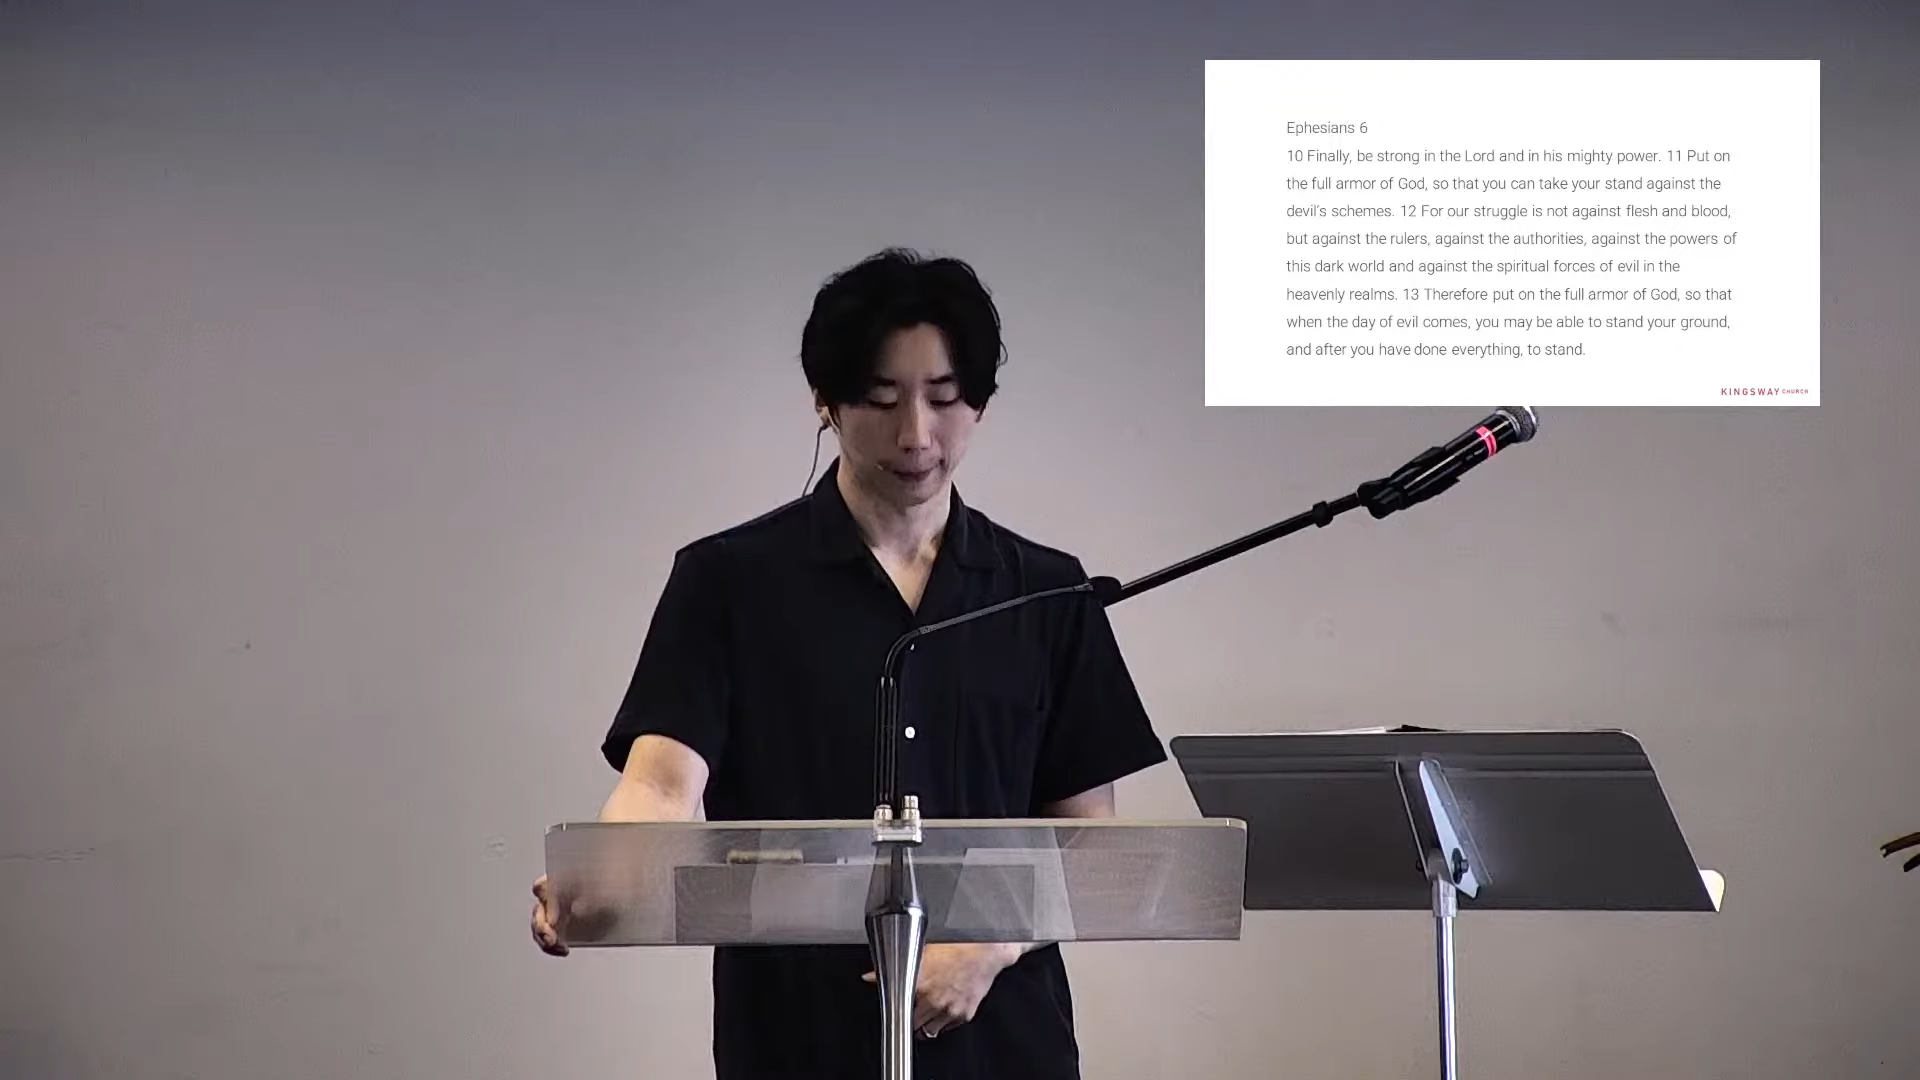 Ephesians 6
10 Finally, be strong in the Lord and in his mighty power. 11 Put on
the full armor of God, so that you can take your stand against the
devil's schemes. 12 For our struggle is not against flesh and blood,
but against the rulers, against the authorities, against the powers of
this dark world and against the spiritual forces of evil in the
heavenly realms. 13 Therefore put on the full armor of God, so that
when the day of evil comes, you may be able to stand your ground,
and after you have done everything, to stand.
KINGSWAY CHURCH